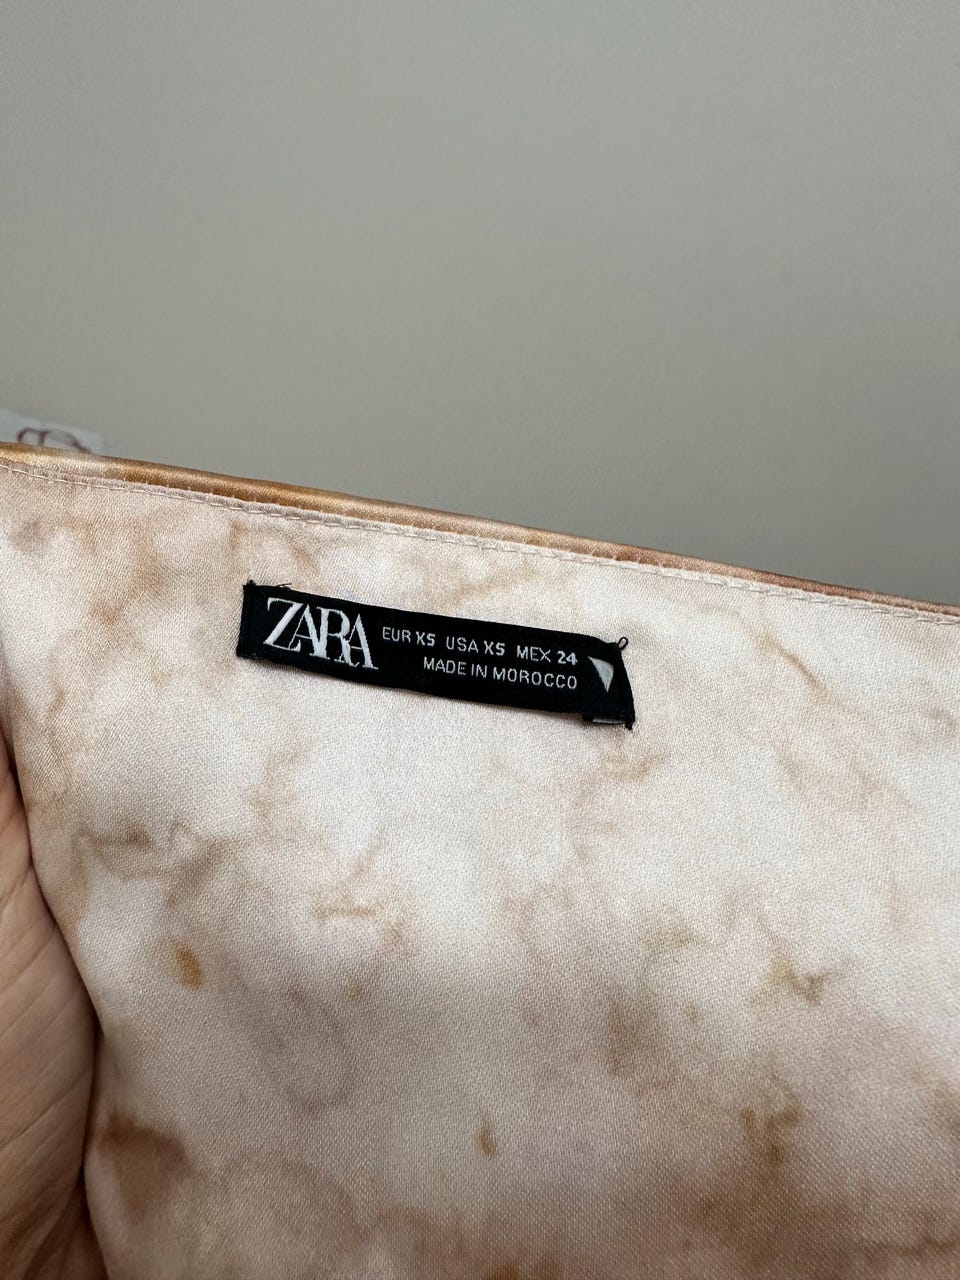 ZARA EUR XS USA XS MEX 24
MADE IN MOROCCO